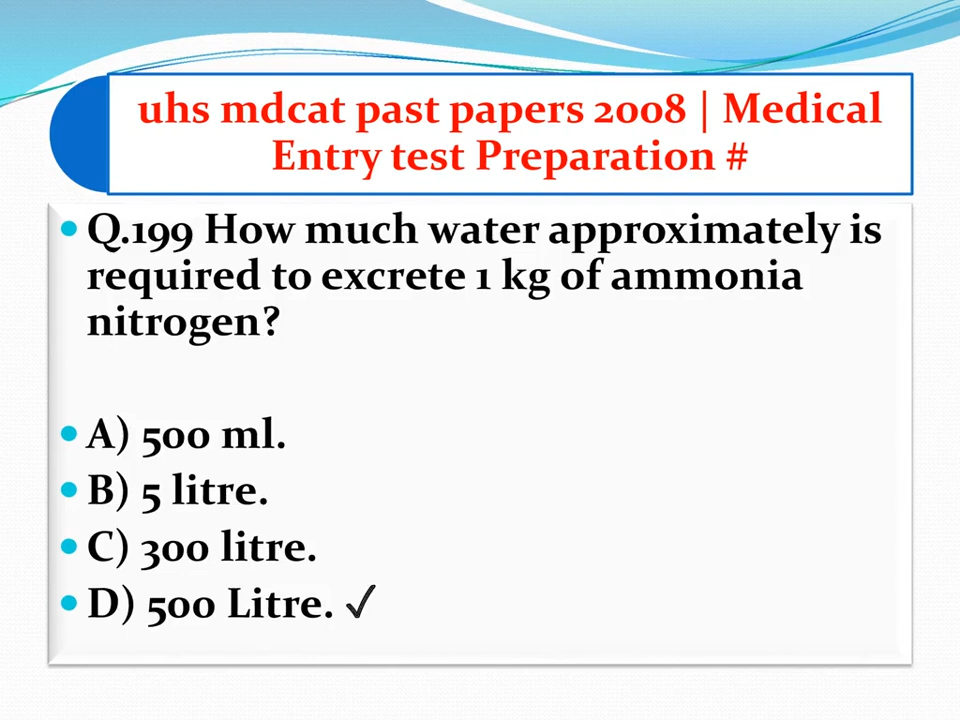 uhs mdcat past papers 2008 | Medical
Entry test Preparation #
• Q.199 How much water approximately is
required to excrete 1 kg of ammonia
nitrogen?
• A) 500 ml.
• B) 5 litre.
• C) 300 litre.
• D) 500 Litre. ✓